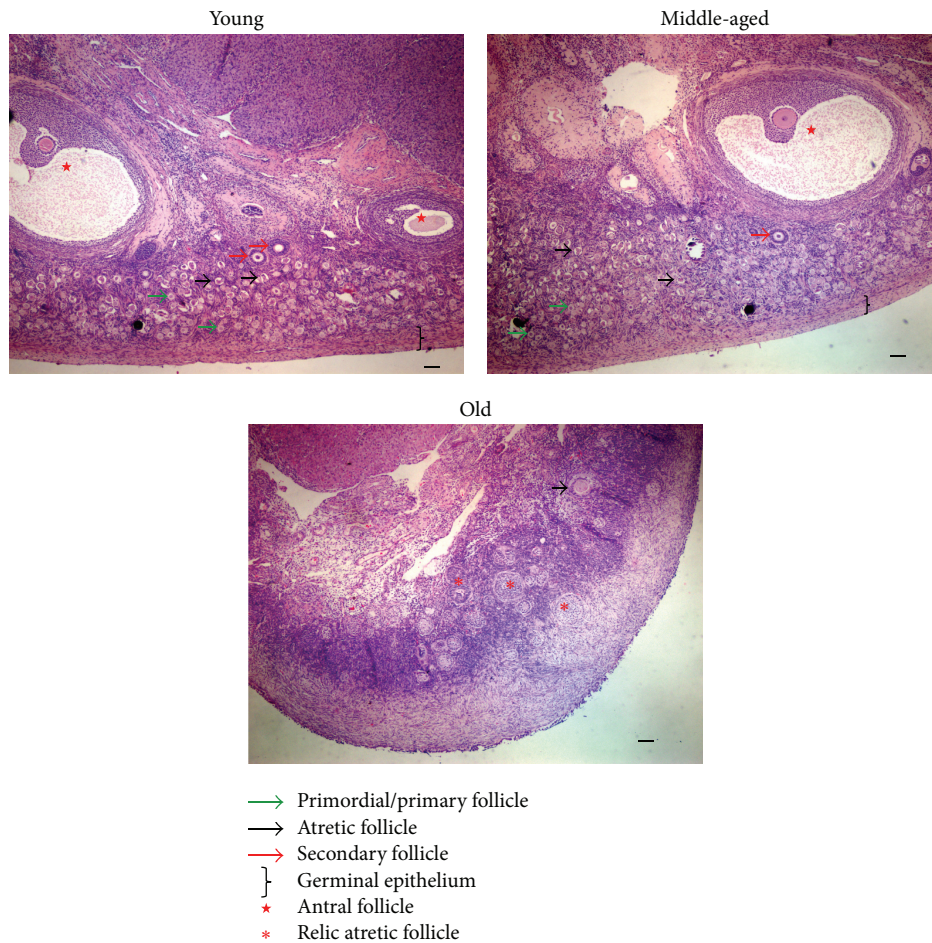 Young
Middle-aged
Old
Primordial/primary follicle
Atretic follicle
Secondary follicle
Germinal epithelium
Antral follicle
Relic atretic follicle